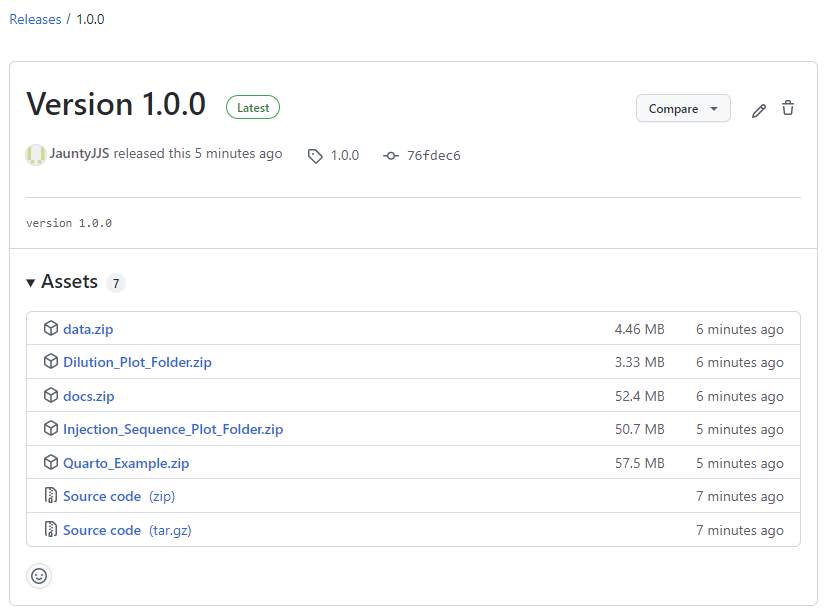 Releases / 1.0.0
Version 1.0.0 Latest Compare
JauntyJJS released this 5 minutes ago 1.0.0 76fdec6
version 1.0.0
Assets 7
data.zip 4.46 MB 6 minutes ago
Dilution_Plot_Folder.zip 3.33 MB 6 minutes ago
docs.zip 52.4 MB 6 minutes ago
Injection_Sequence_Plot_Folder.zip 50.7 MB 5 minutes ago
Quarto_Example.zip 57.5 MB 5 minutes ago
Source code (zip) 7 minutes ago
Source code (tar.gz) 7 minutes ago